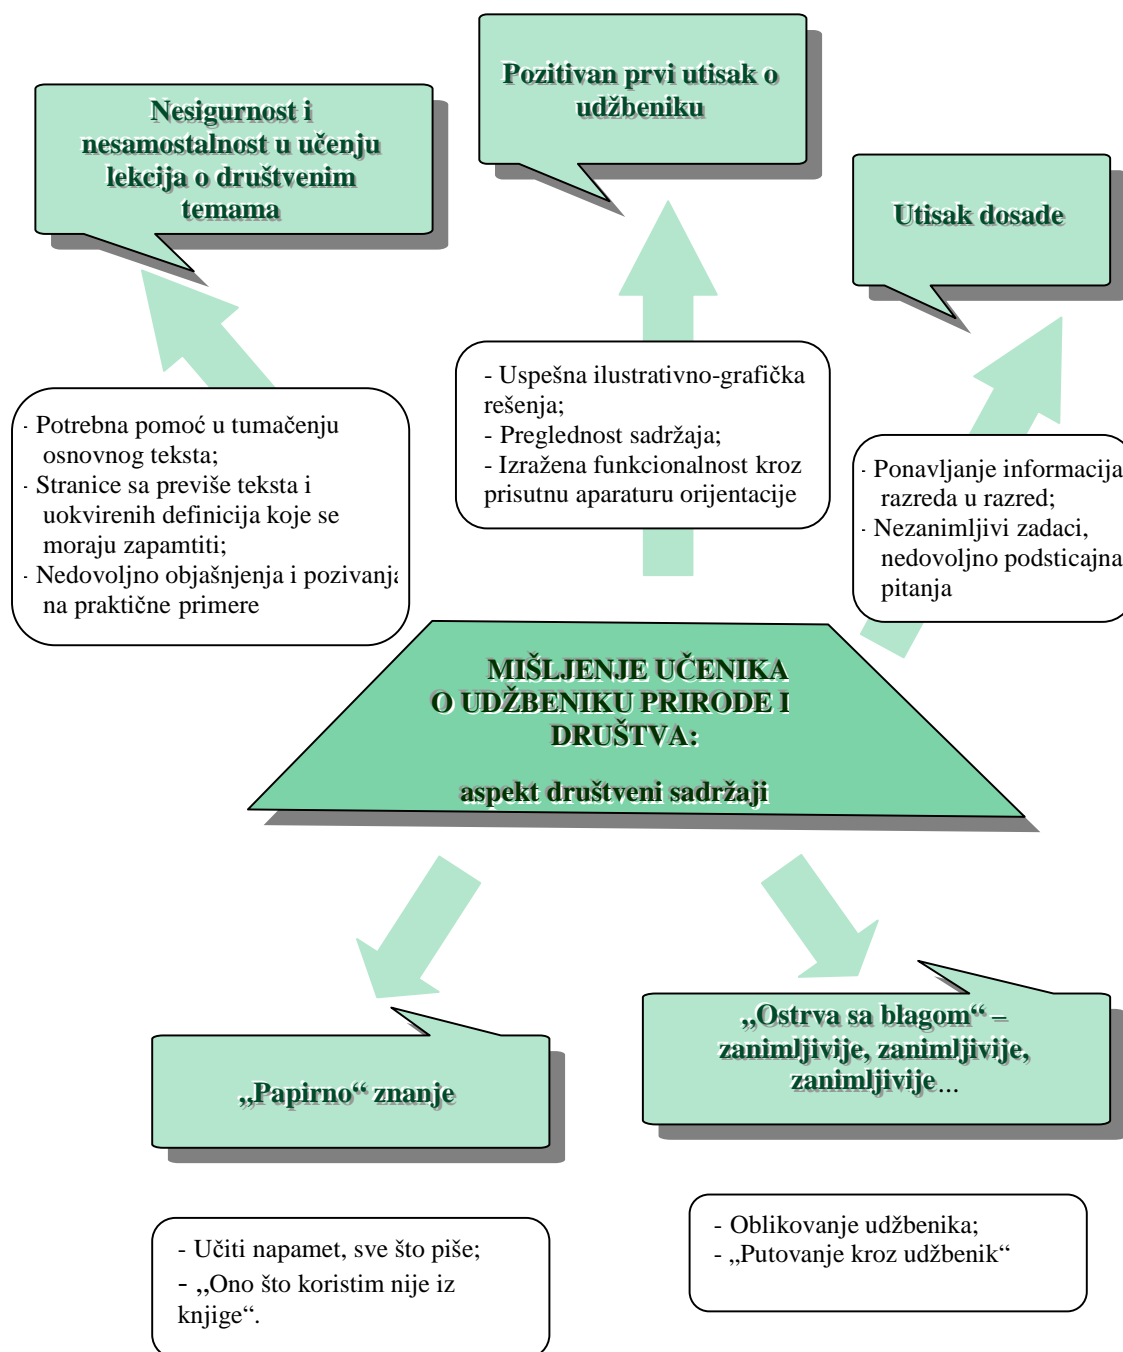 Nesigurnost i
nesamostalnost u učenju
lekcija o društvenim
temama
Pozitivan prvi utisak o
udžbeniku
Utisak dosade
- Potrebna pomoć u tumačenju
osnovnog teksta;
- Stranice sa previše teksta i
uokvirenih definicija koje se
moraju zapamtiti;
- Nedovoljno objašnjenja i pozivanja
na praktične primere
- Uspešna ilustrativno-grafička
rešenja;
- Preglednost sadržaja;
- Izražena funkcionalnost kroz
prisutnu aparaturu orijentacije
- Ponavljanje informacija
razreda u razred;
- Nezanimljivi zadaci,
nedovoljno podsticajna
pitanja
MIŠLJENJE UČENIKA
O UDŽBENIKU PRIRODE I
DRUŠTVA:
aspekt društveni sadržaji
„Papirno“ znanje
„Ostrva sa blagom“ –
zanimljivije, zanimljivije,
zanimljivije...
- Učiti napamet, sve što piše;
- „Ono što koristim nije iz
knjige“.
- Oblikovanje udžbenika;
- „Putovanje kroz udžbenik“